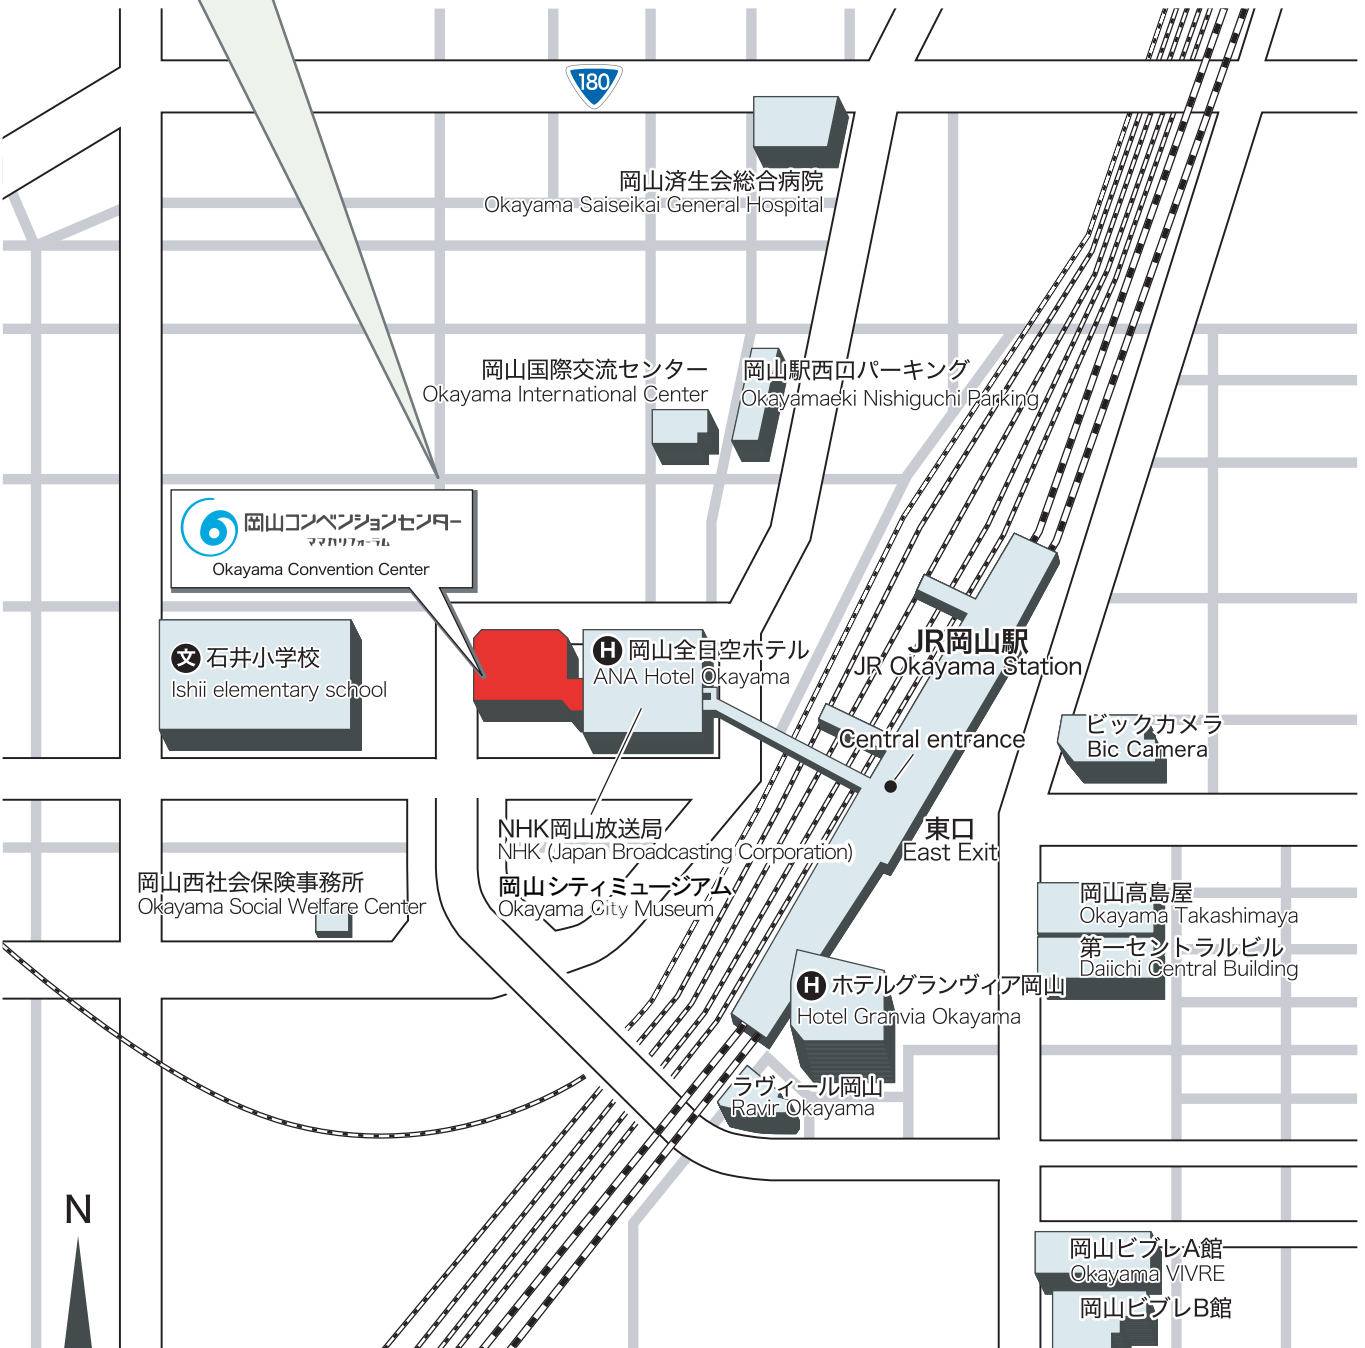 180
岡山済生会総合病院
Okayama Saiseikai General Hospital
岡山国際交流センター
Okayama International Center
岡山駅西口パーキング
Okayamaeki Nishiguchi Parking
岡山コンベンションセンター
ママカリフォーラム
Okayama Convention Center
文 石井小学校
Ishii elementary school
H 岡山全日空ホテル
ANA Hotel Okayama
JR岡山駅
JR Okayama Station
Central entrance
ビックカメラ
Bic Camera
東口
East Exit
NHK岡山放送局
NHK (Japan Broadcasting Corporation)
岡山シティミュージアム
Okayama City Museum
岡山西社会保険事務所
Okayama Social Welfare Center
岡山高島屋
Okayama Takashimaya
第一セントラルビル
Daiichi Central Building
H ホテルグランヴィア岡山
Hotel Granvia Okayama
ラヴィール岡山
Ravir Okayama
N
岡山ビブレA館
Okayama VIVRE
岡山ビブレB館